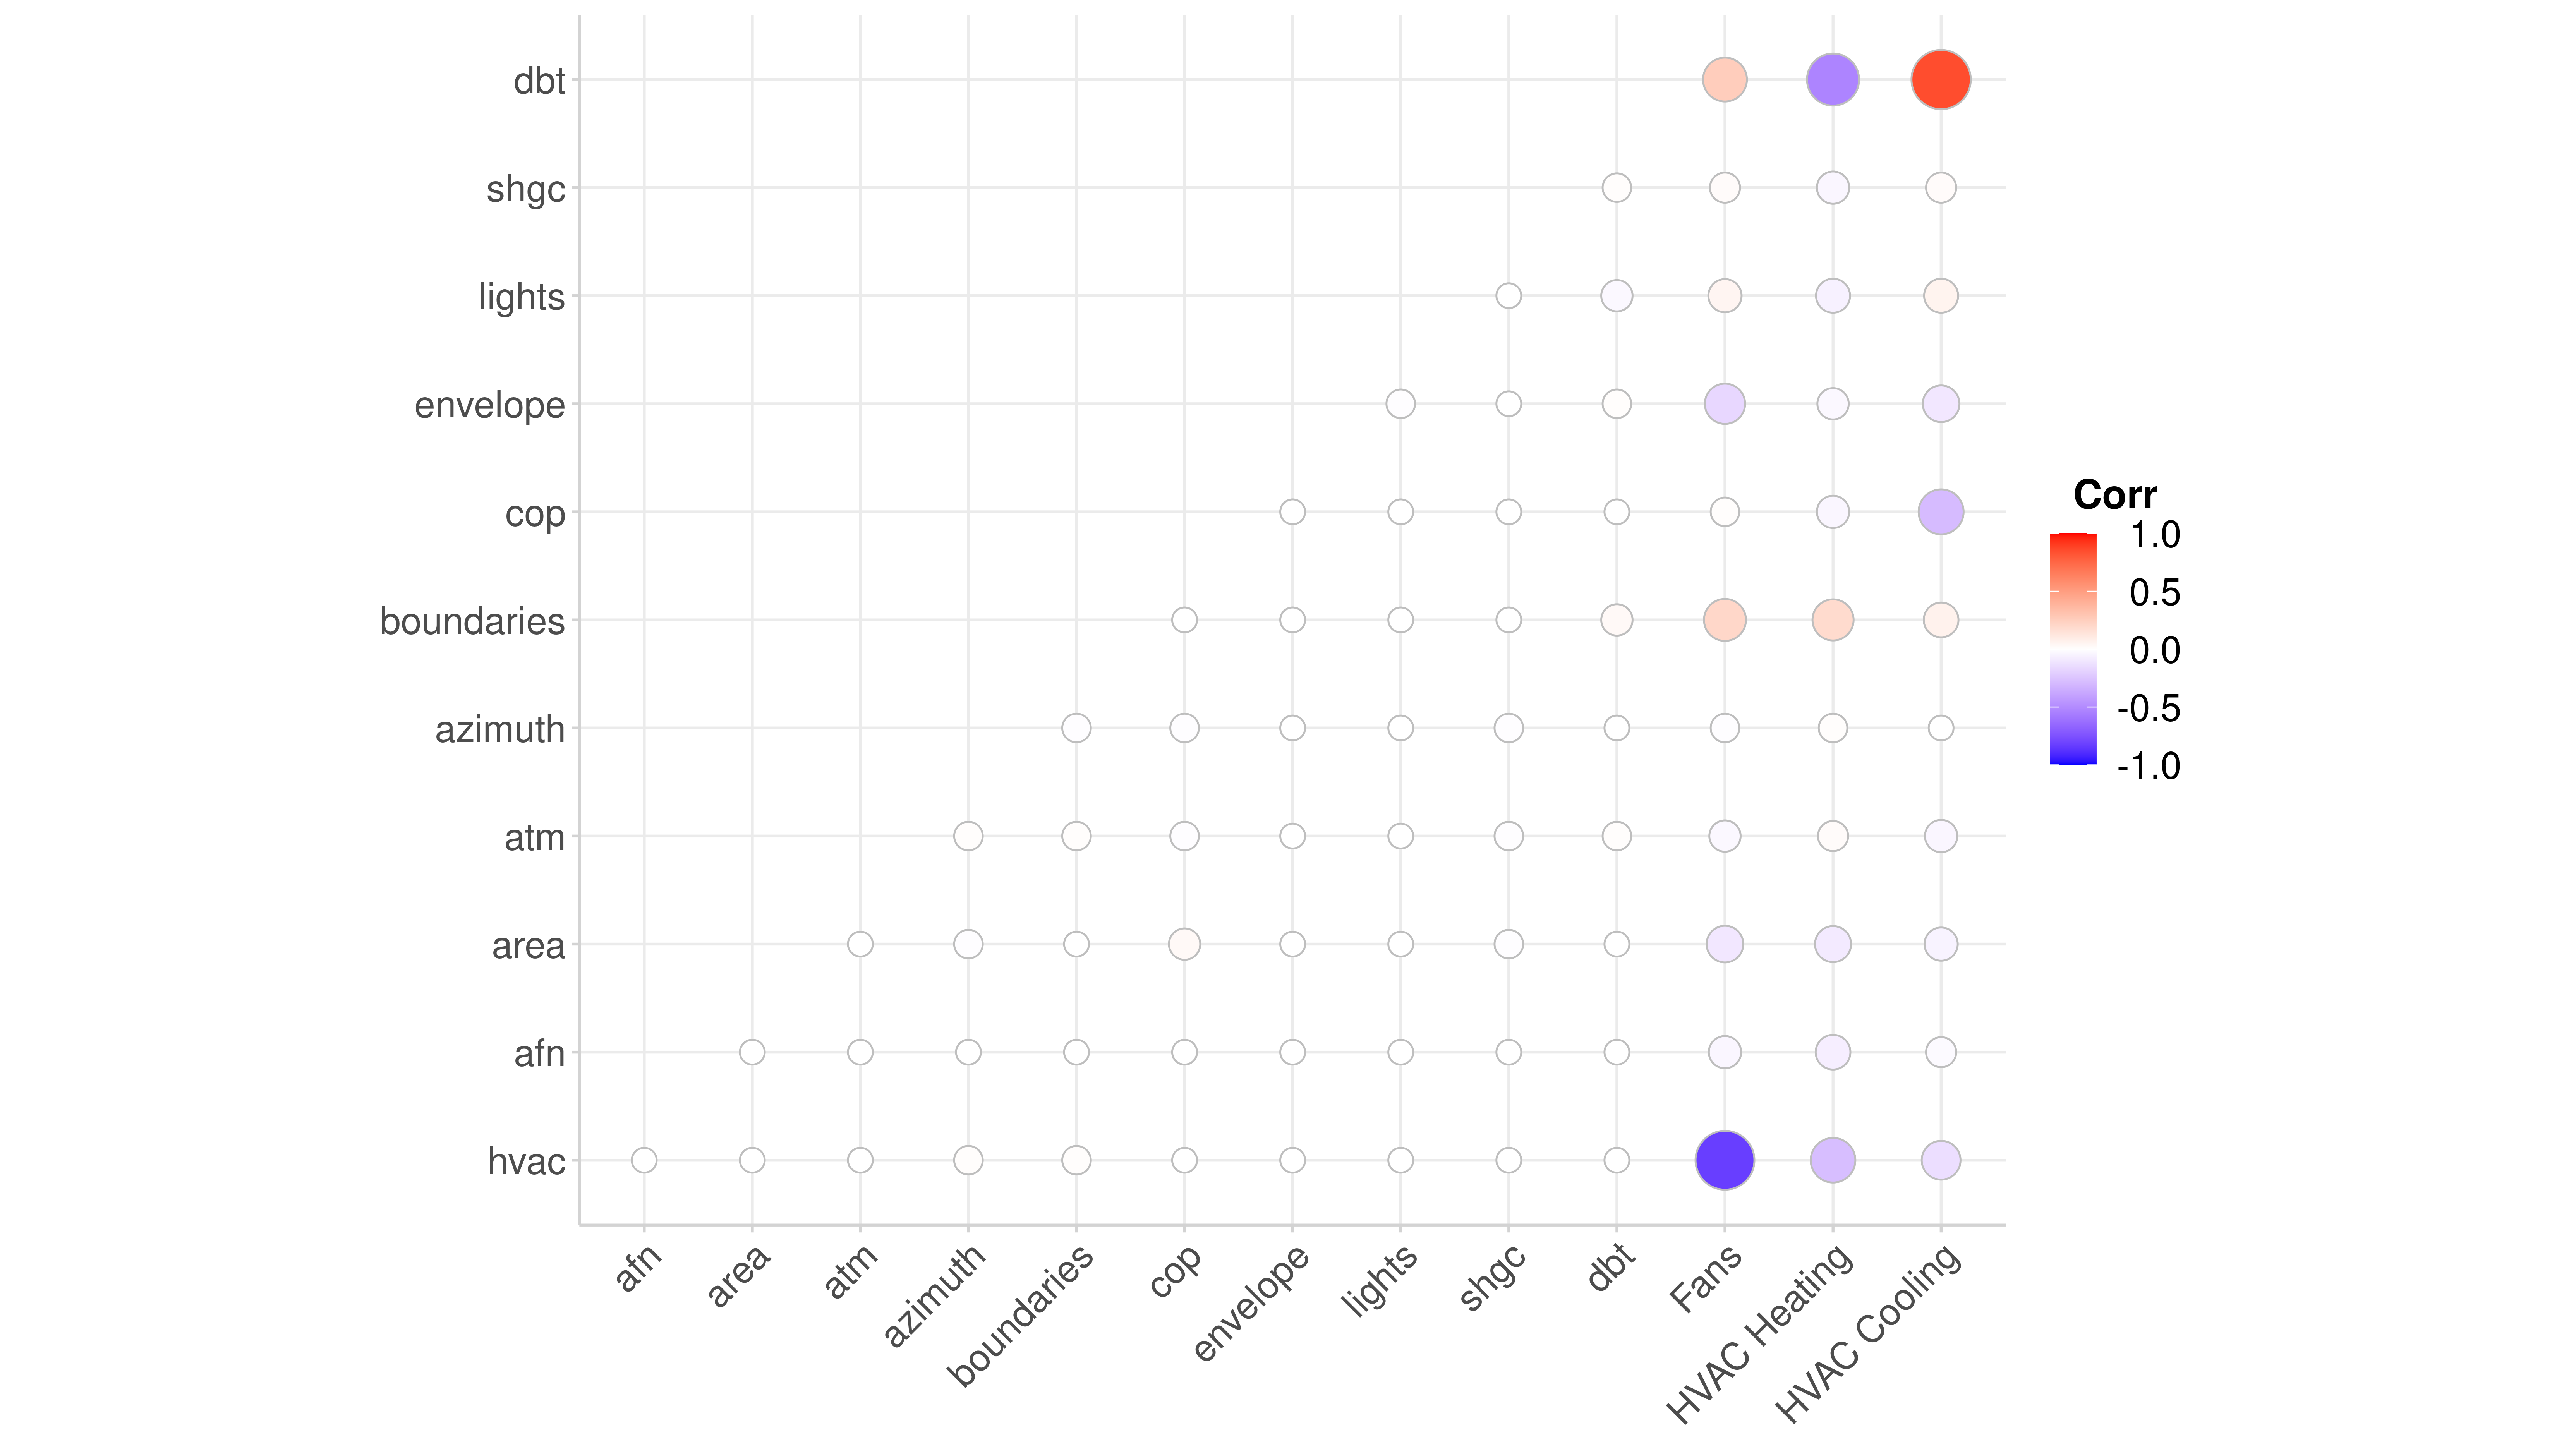 dbt
shgc
lights
envelope
cop
boundaries
azimuth
atm
area
afn
hvac
afn
area
atm
azimuth
boundaries
cop
envelope
lights
shgc
dbt
Fans
HVAC Heating
HVAC Cooling
Corr
1.0
0.5
0.0
-0.5
-1.0